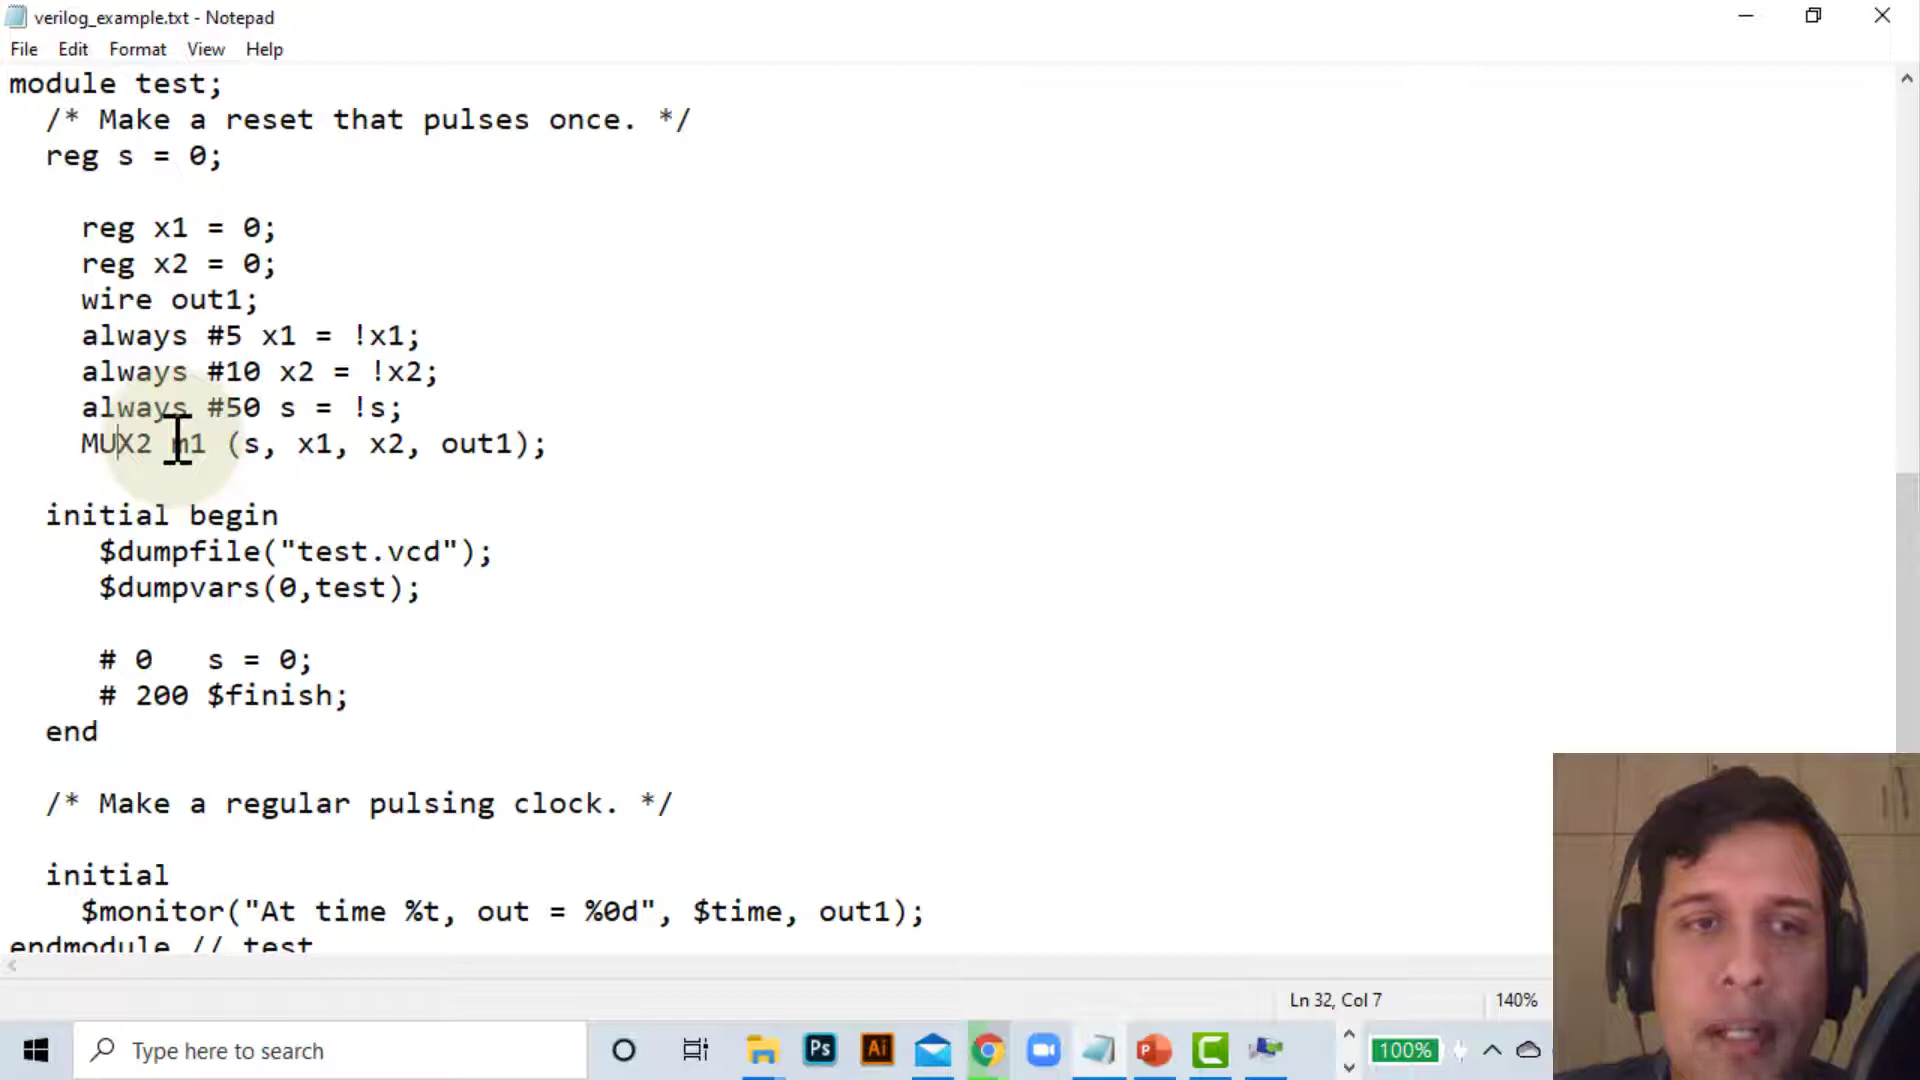 verilog_example.txt - Notepad
File Edit Format View Help
module test;
/* Make a reset that pulses once. */
reg s = 0;
reg x1 = 0;
reg x2 = 0;
wire out1;
always #5 x1 = !x1;
always #10 x2 = !x2;
always #50 s = !s;
MUX2 m1 (s, x1, x2, out1);
initial begin
$dumpfile("test.vcd");
$dumpvars(0,test);
# 0 s = 0;
# 200 $finish;
end
/* Make a regular pulsing clock. */
initial
$monitor("At time %t, out = %0d", $time, out1);
endmodule // test
Ln 32, Col 7 140%
Type here to search Ps Ai 100%